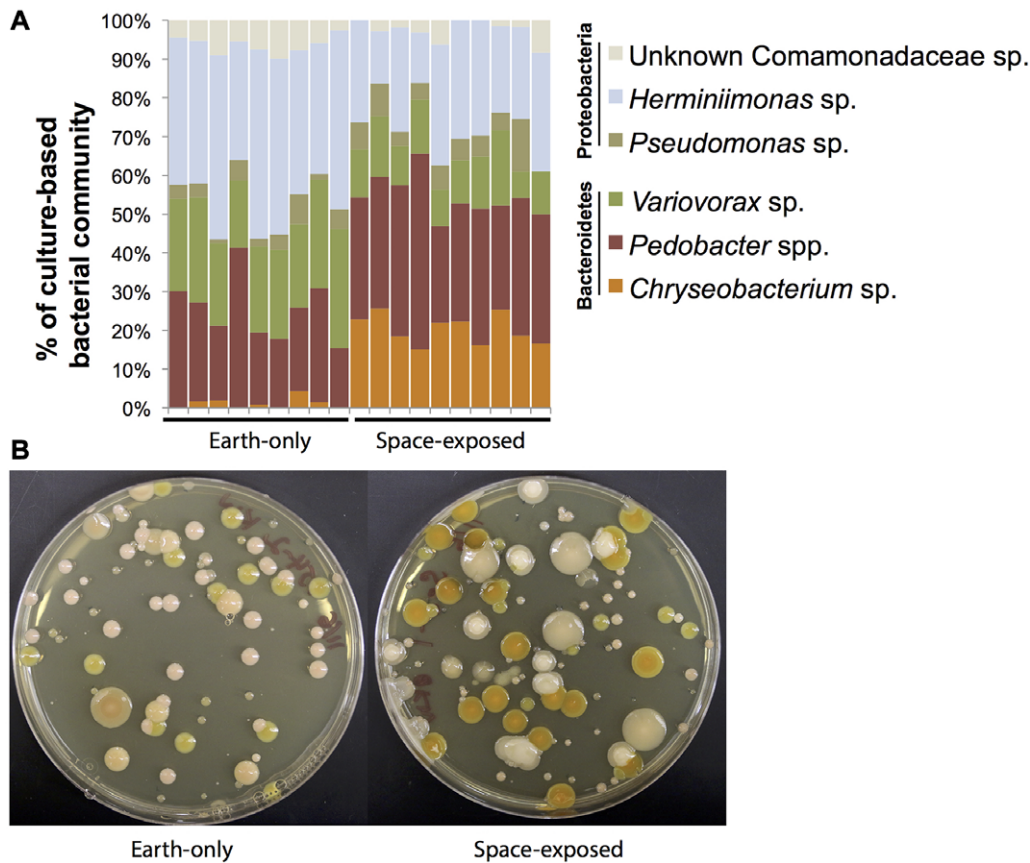 A
100%
90%
80%
70%
60%
50%
40%
30%
20%
10%
0%
% of culture-based
bacterial community
Earth-only
Space-exposed
Proteobacteria
Unknown Comamonadaceae sp.
Herminiimonas sp.
Pseudomonas sp.
Bacteroidetes
Variovorax sp.
Pedobacter spp.
Chryseobacterium sp.
B
Earth-only
Space-exposed